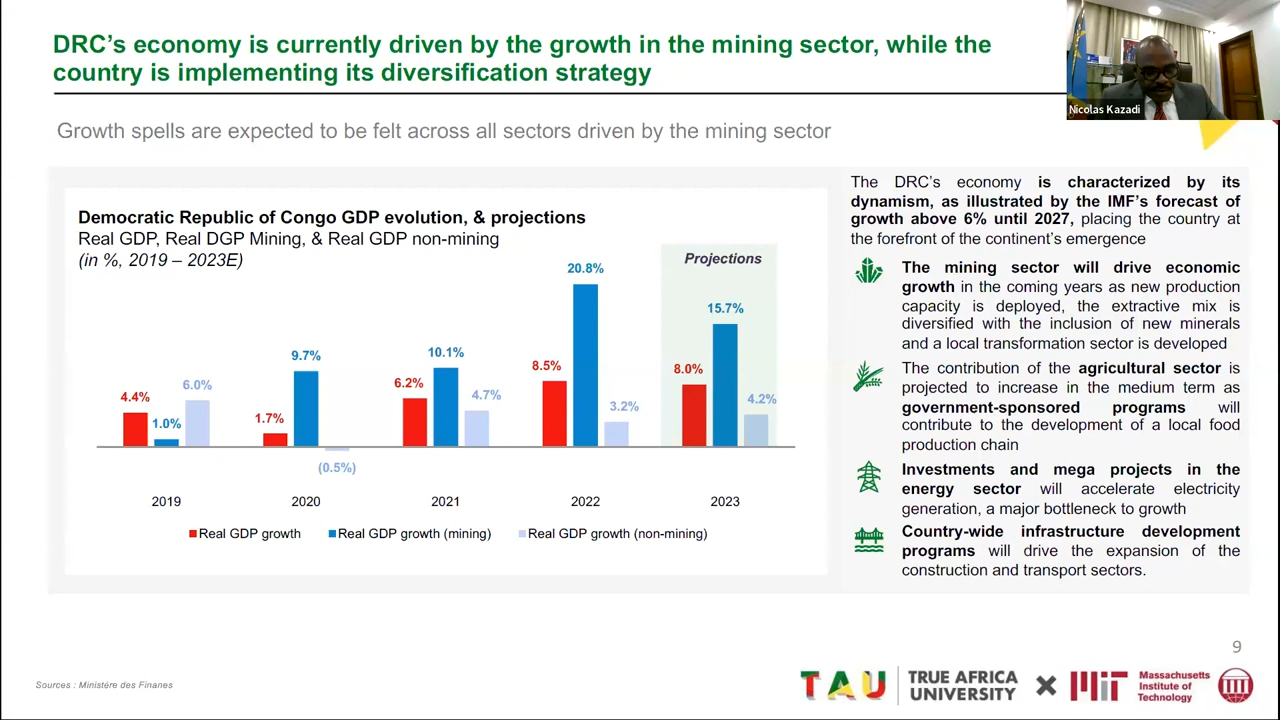 DRC's economy is currently driven by the growth in the mining sector, while the
country is implementing its diversification strategy
Nicolas Kazadi
Growth spells are expected to be felt across all sectors driven by the mining sector
Democratic Republic of Congo GDP evolution, & projections
Real GDP, Real DGP Mining, & Real GDP non-mining
(in %, 2019 – 2023E)
Projections
4.4%
1.0%
6.0%
1.7%
9.7%
(0.5%)
6.2%
10.1%
4.7%
8.5%
20.8%
3.2%
8.0%
15.7%
4.2%
2019 2020 2021 2022 2023
Real GDP growth Real GDP growth (mining) Real GDP growth (non-mining)
The DRC's economy is characterized by its
dynamism, as illustrated by the IMF's forecast of
growth above 6% until 2027, placing the country at
the forefront of the continent's emergence
The mining sector will drive economic
growth in the coming years as new production
capacity is deployed, the extractive mix is
diversified with the inclusion of new minerals
and a local transformation sector is developed
The contribution of the agricultural sector is
projected to increase in the medium term as
government-sponsored programs will
contribute to the development of a local food
production chain
Investments and mega projects in the
energy sector will accelerate electricity
generation, a major bottleneck to growth
Country-wide infrastructure development
programs will drive the expansion of the
construction and transport sectors.
9
Sources : Ministère des Finanes
TAU
TRUE AFRICA
UNIVERSITY
MIT
Massachusetts
Institute of
Technology